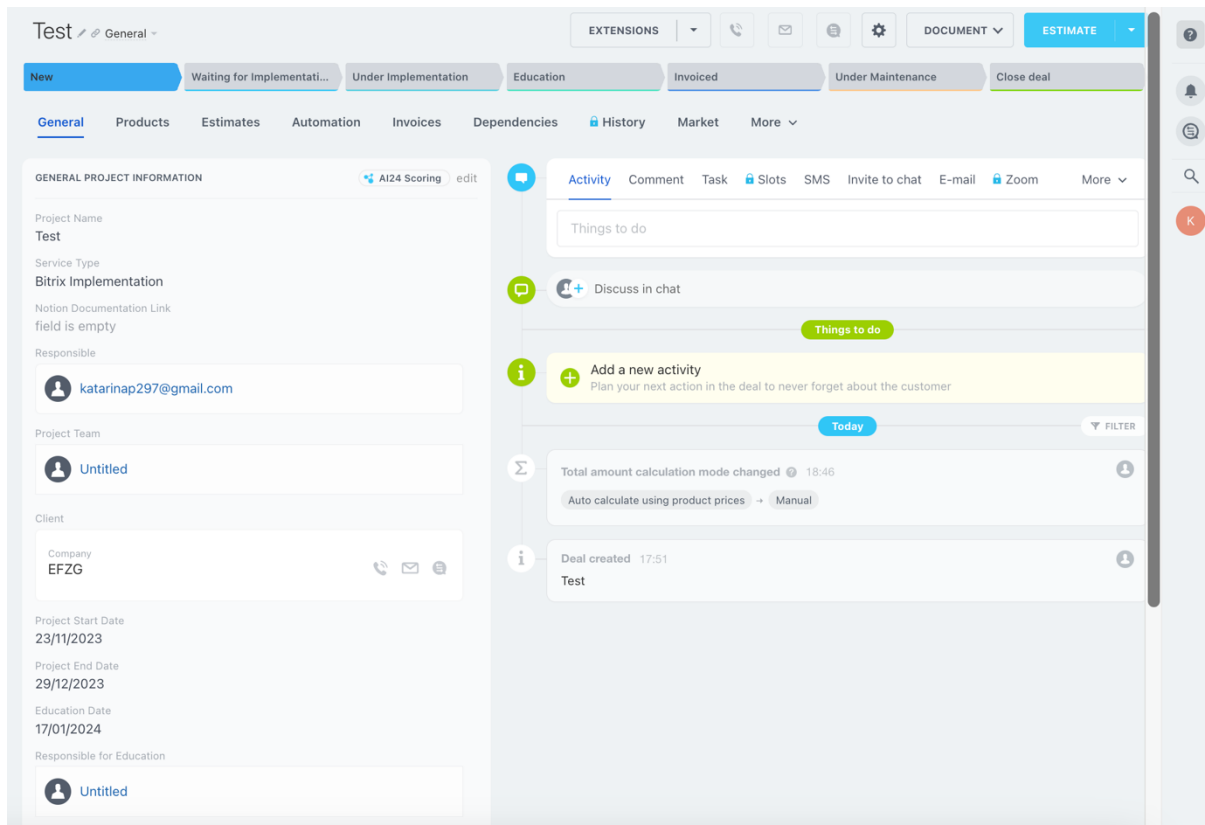 Test General
EXTENSIONS
DOCUMENT
ESTIMATE
New
Waiting for Implementati...
Under Implementation
Education
Invoiced
Under Maintenance
Close deal
General Products Estimates Automation Invoices Dependencies History Market More
GENERAL PROJECT INFORMATION
AI24 Scoring
edit
Project Name
Test
Service Type
Bitrix Implementation
Notion Documentation Link
field is empty
Responsible
katarinap297@gmail.com
Project Team
Untitled
Client
Company
EFZG
Project Start Date
23/11/2023
Project End Date
29/12/2023
Education Date
17/01/2024
Responsible for Education
Untitled
Activity Comment Task Slots SMS Invite to chat E-mail Zoom More
Things to do
Discuss in chat
Things to do
Add a new activity
Plan your next action in the deal to never forget about the customer
Today
FILTER
Total amount calculation mode changed ? 18:46
Auto calculate using product prices → Manual
Deal created 17:51
Test
?
K